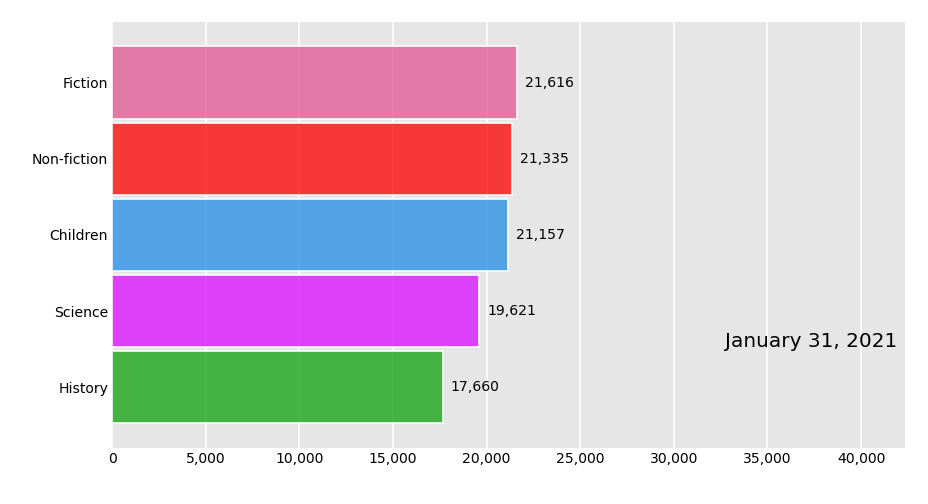 Fiction 21,616
Non-fiction 21,335
Children 21,157
Science 19,621
January 31, 2021
History 17,660
0 5,000 10,000 15,000 20,000 25,000 30,000 35,000 40,000